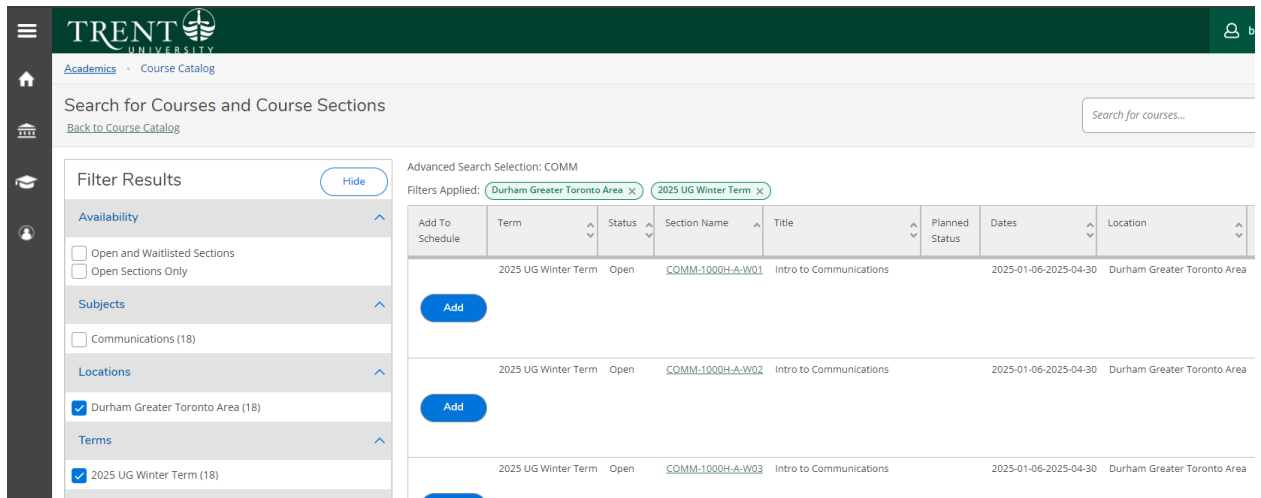 TRENT
UNIVERSITY
b
Academics · Course Catalog
Search for Courses and Course Sections
Back to Course Catalog
Search for courses...
Filter Results
Hide
Availability
Open and Waitlisted Sections
Open Sections Only
Subjects
Communications (18)
Locations
Durham Greater Toronto Area (18)
Terms
2025 UG Winter Term (18)
Advanced Search Selection: COMM
Filters Applied: Durham Greater Toronto Area × 2025 UG Winter Term ×
Add To Schedule Term Status Section Name Title Planned Status Dates Location
2025 UG Winter Term Open COMM-1000H-A-W01 Intro to Communications 2025-01-06-2025-04-30 Durham Greater Toronto Area
Add
2025 UG Winter Term Open COMM-1000H-A-W02 Intro to Communications 2025-01-06-2025-04-30 Durham Greater Toronto Area
Add
2025 UG Winter Term Open COMM-1000H-A-W03 Intro to Communications 2025-01-06-2025-04-30 Durham Greater Toronto Area